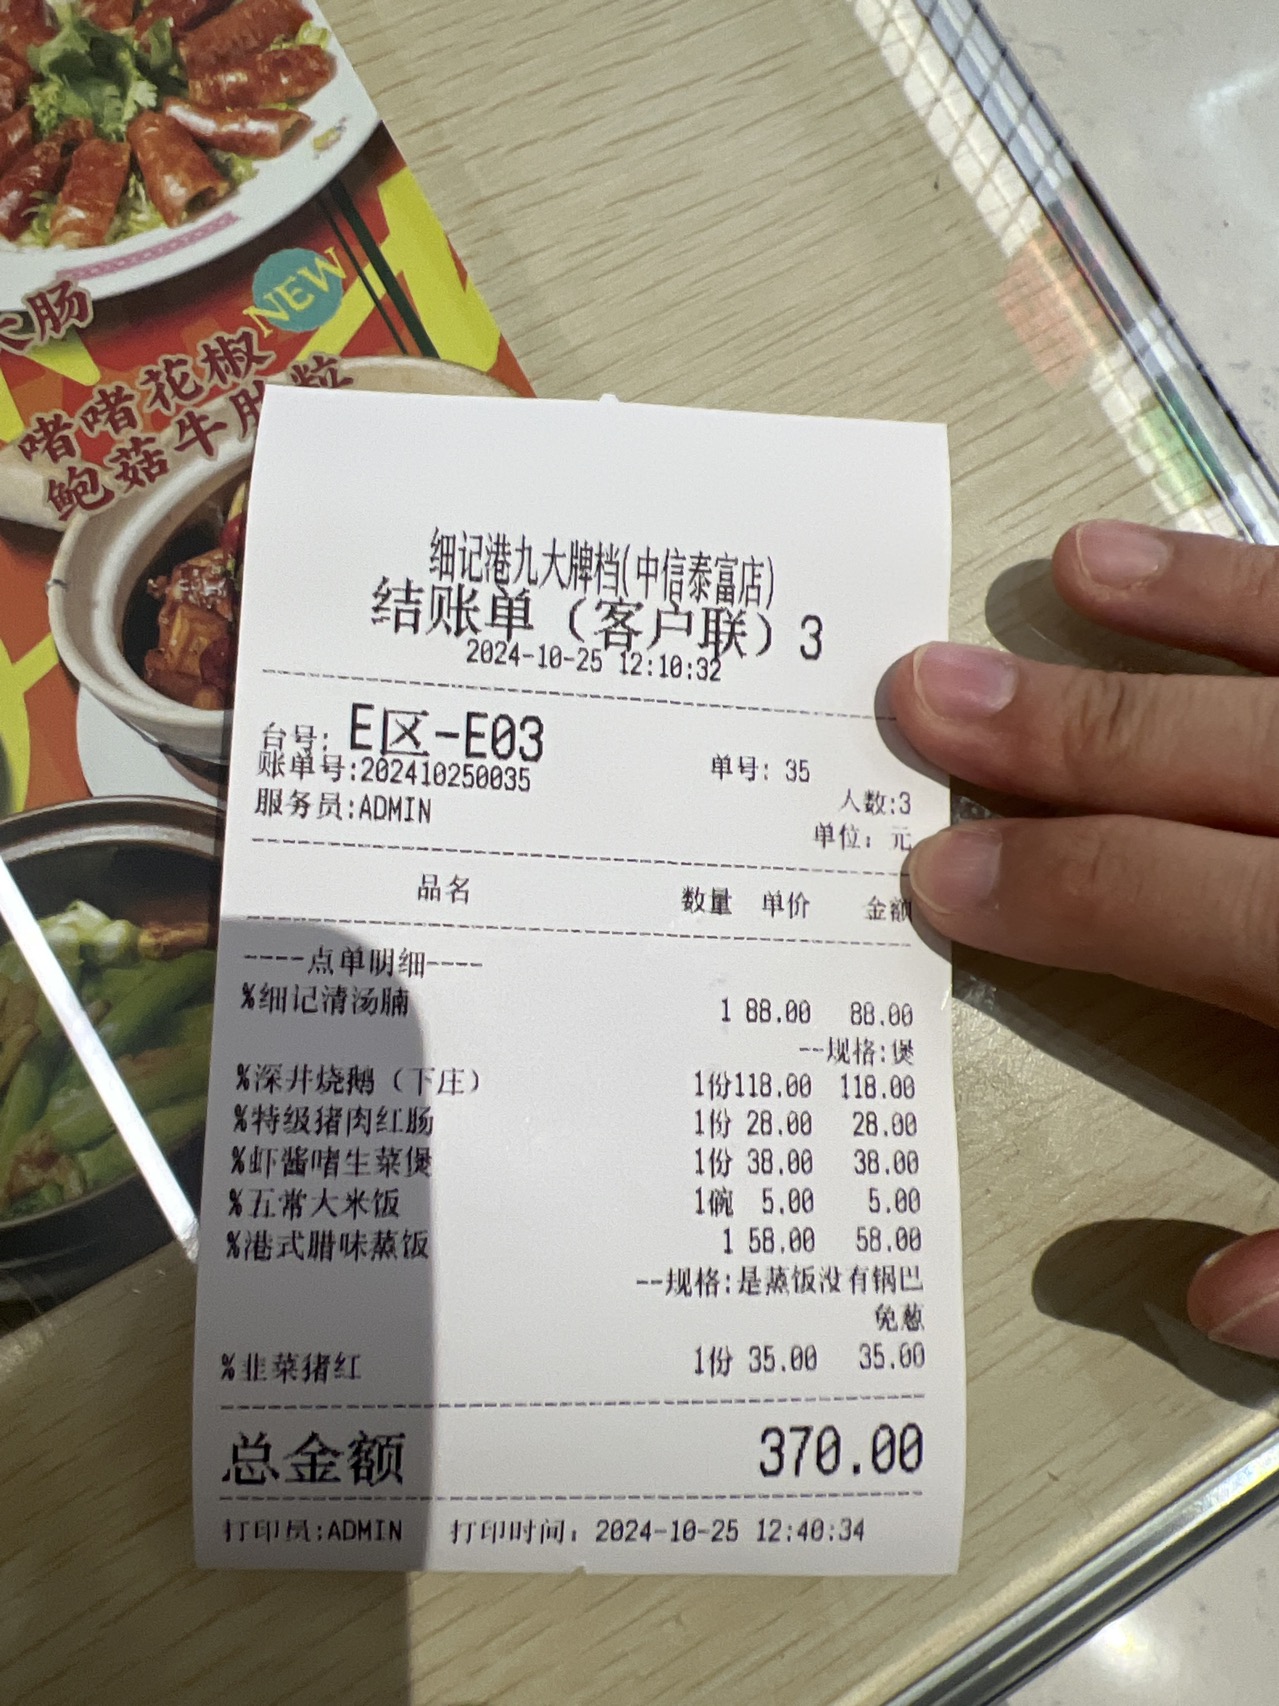 大肠
NEW
啫啫花椒
鲍菇牛肋粒
细记港九大牌档(中信泰富店)
结账单（客户联）3
2024-10-25 12:10:32
台号: E区-E03
账单号:202410250035 单号: 35
服务员:ADMIN 人数:3
单位: 元
品名 数量 单价 金额
----点单明细----
%细记清汤腩 1 88.00 88.00
--规格:煲
%深井烧鹅（下庄） 1份118.00 118.00
%特级猪肉红肠 1份 28.00 28.00
%虾酱啫生菜煲 1份 38.00 38.00
%五常大米饭 1碗 5.00 5.00
%港式腊味蒸饭 1 58.00 58.00
--规格:是蒸饭没有锅巴
免葱
%韭菜猪红 1份 35.00 35.00
总金额 370.00
打印员:ADMIN 打印时间: 2024-10-25 12:40:34